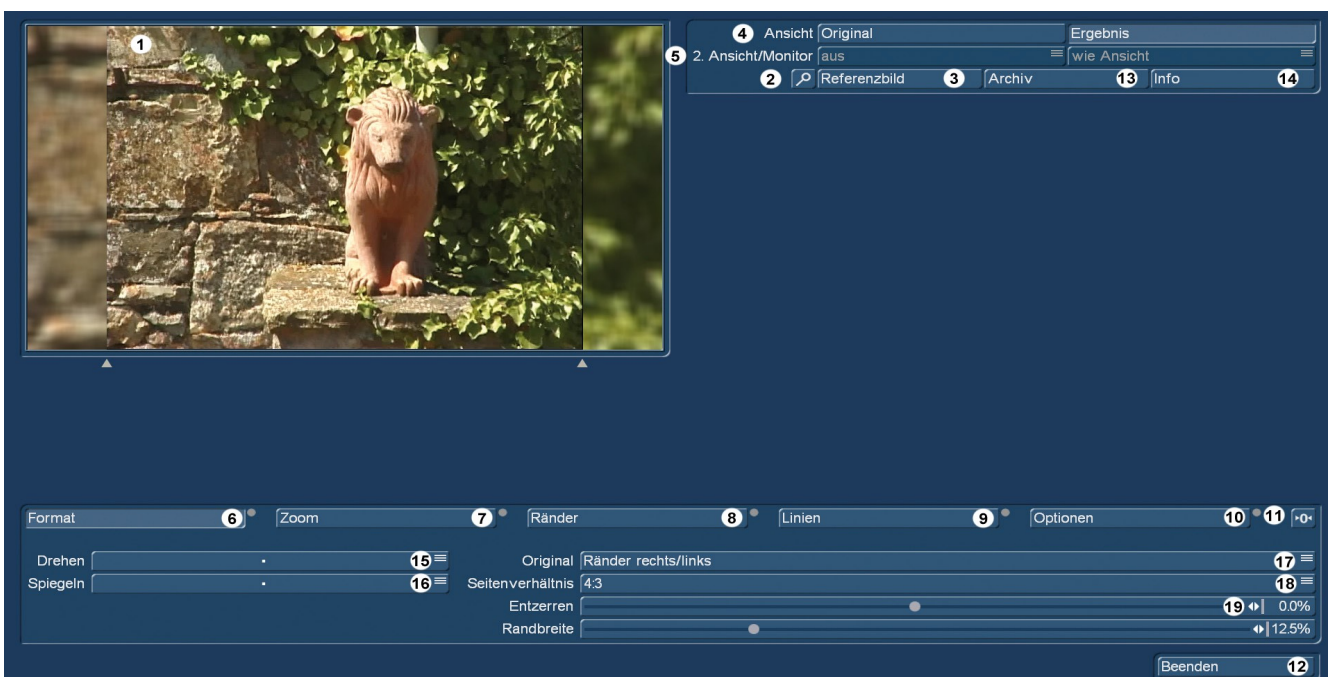 1
4 Ansicht Original Ergebnis
5 2. Ansicht/Monitor aus wie Ansicht
2 Referenzbild 3 Archiv 13 Info 14
Format 6 Zoom 7 Ränder 8 Linien 9 Optionen 10 11 0
Drehen 15 Original Ränder rechts/links 17
Spiegeln 16 Seitenverhältnis 4:3 18
Entzerren 19 0.0%
Randbreite 12.5%
Beenden 12